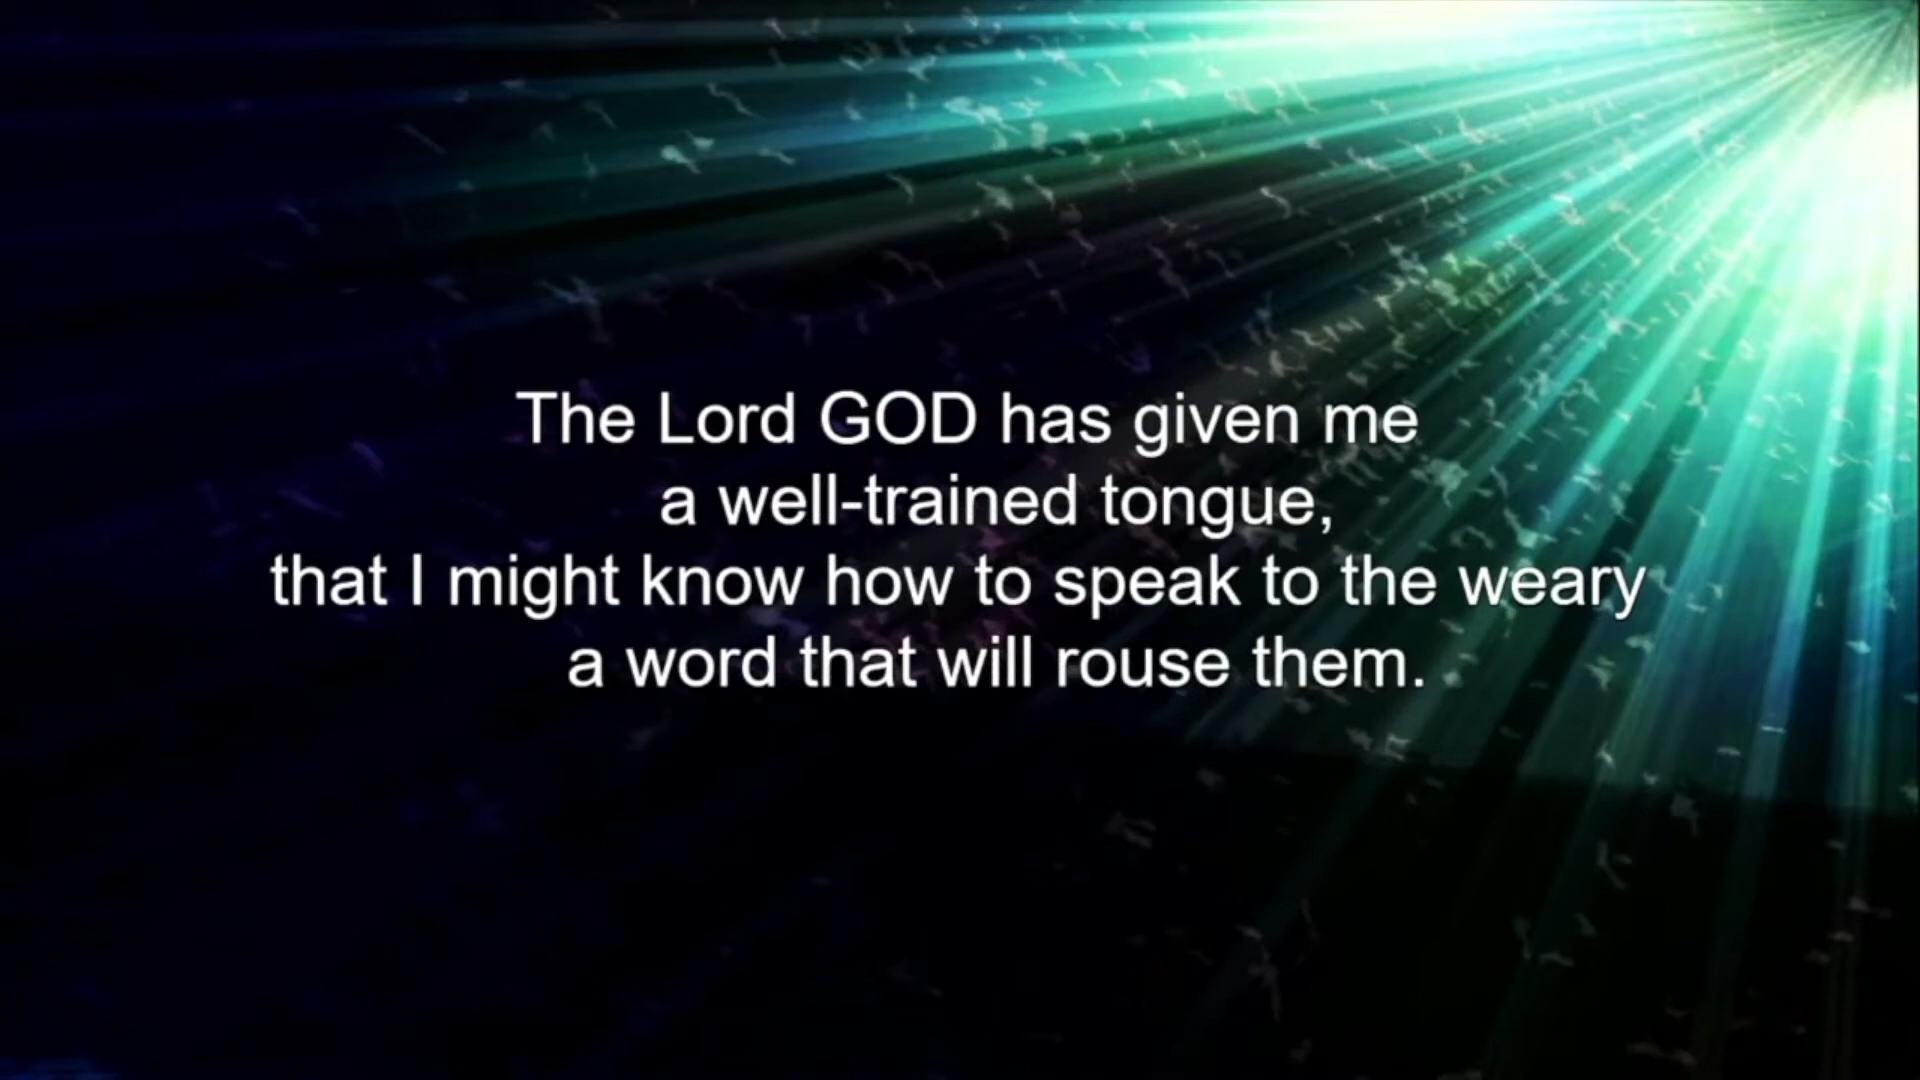 The Lord GOD has given me
a well-trained tongue,
that I might know how to speak to the weary
a word that will rouse them.